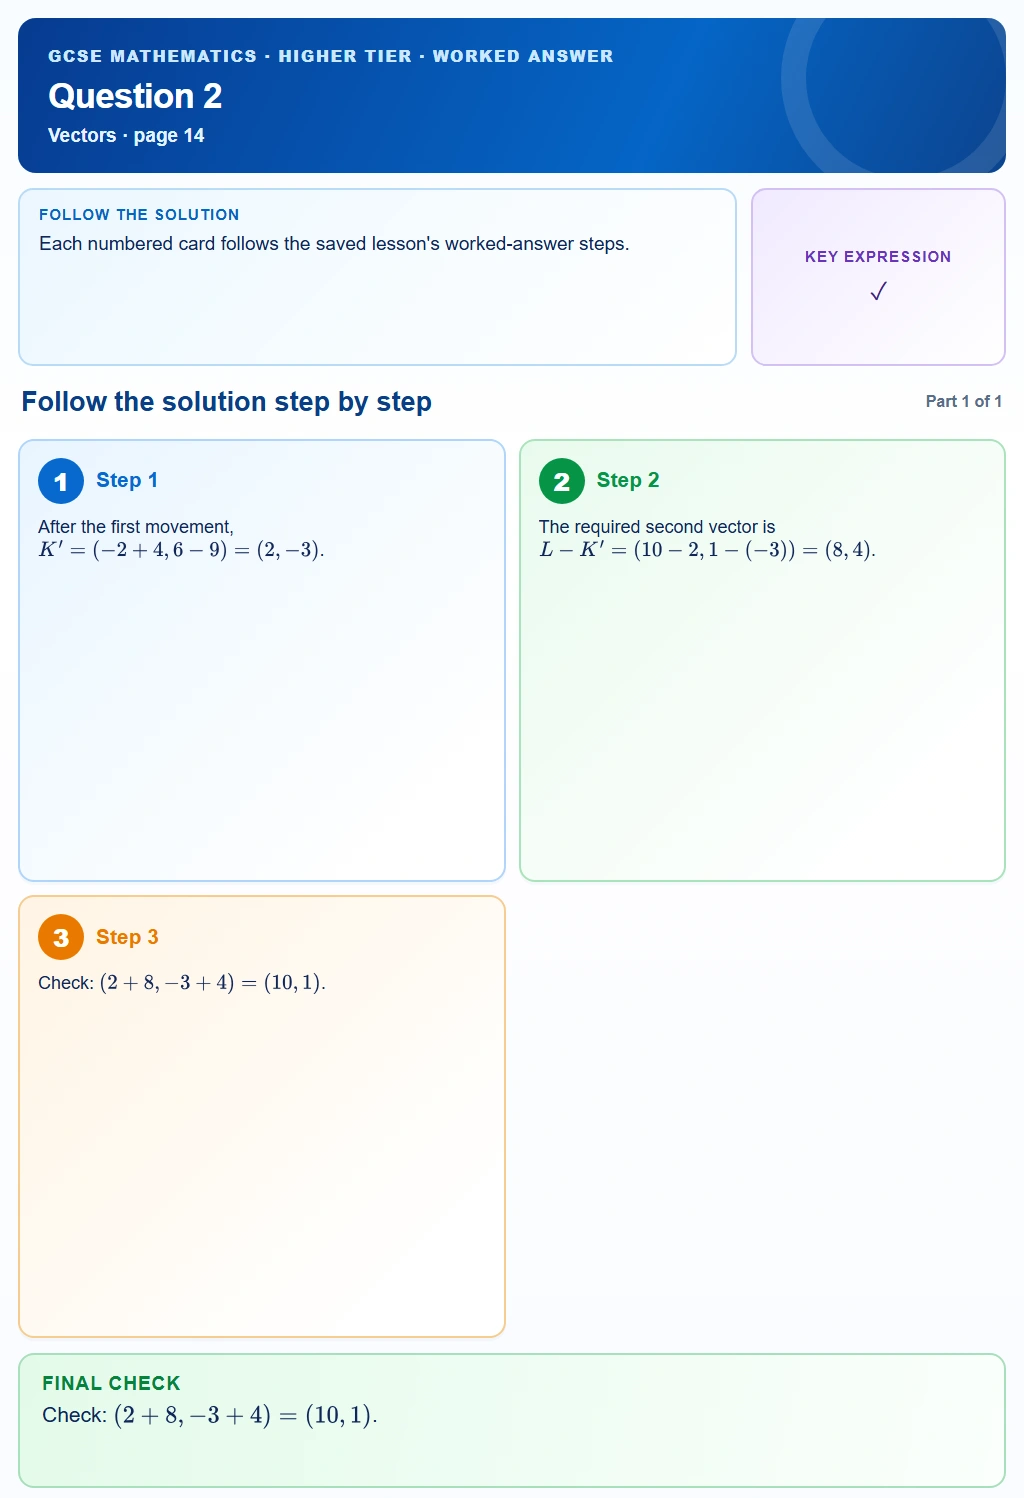 GCSE MATHEMATICS · HIGHER TIER · WORKED ANSWER
Question 2
Vectors · page 14
FOLLOW THE SOLUTION
Each numbered card follows the saved lesson's worked-answer steps.
KEY EXPRESSION
✓
Follow the solution step by step
Part 1 of 1
1 Step 1
After the first movement,
K′ = (−2 + 4, 6 − 9) = (2, −3).
2 Step 2
The required second vector is
L − K′ = (10 − 2, 1 − (−3)) = (8, 4).
3 Step 3
Check: (2 + 8, −3 + 4) = (10, 1).
FINAL CHECK
Check: (2 + 8, −3 + 4) = (10, 1).